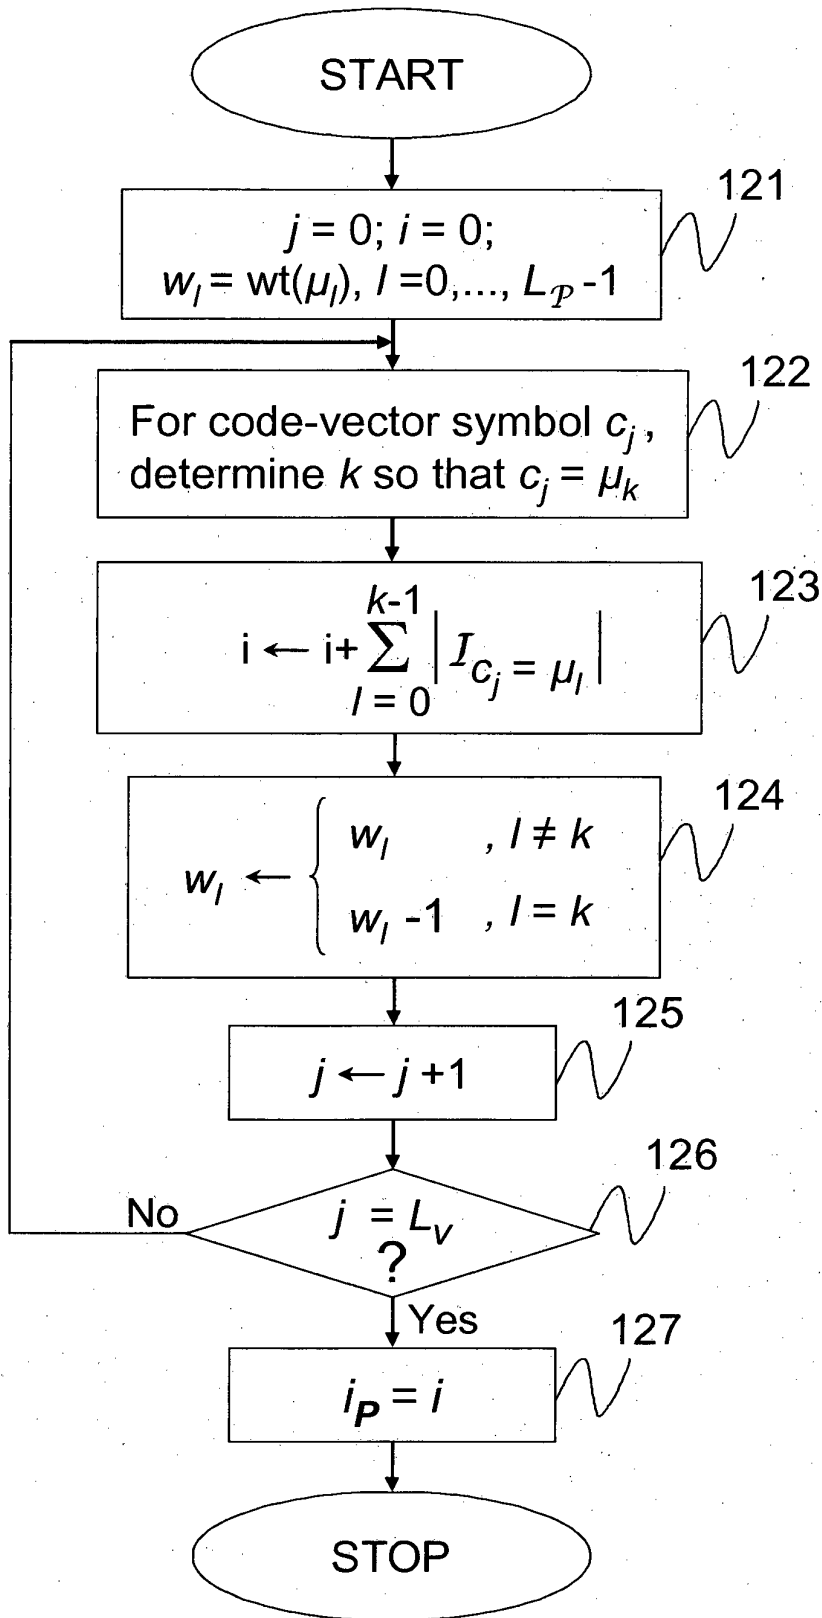 START
121
j = 0; i = 0;
w_l = wt(μ_l), l =0,..., L_𝒫 -1
122
For code-vector symbol c_j,
determine k so that c_j = μ_k
123
i ← i+ ∑_{l = 0}^{k-1} | 𝓘_{c_j = μ_l} |
124
w_l ← { w_l , l ≠ k
w_l -1 , l = k
125
j ← j +1
126
No
j = L_V
?
Yes
127
i_P = i
STOP